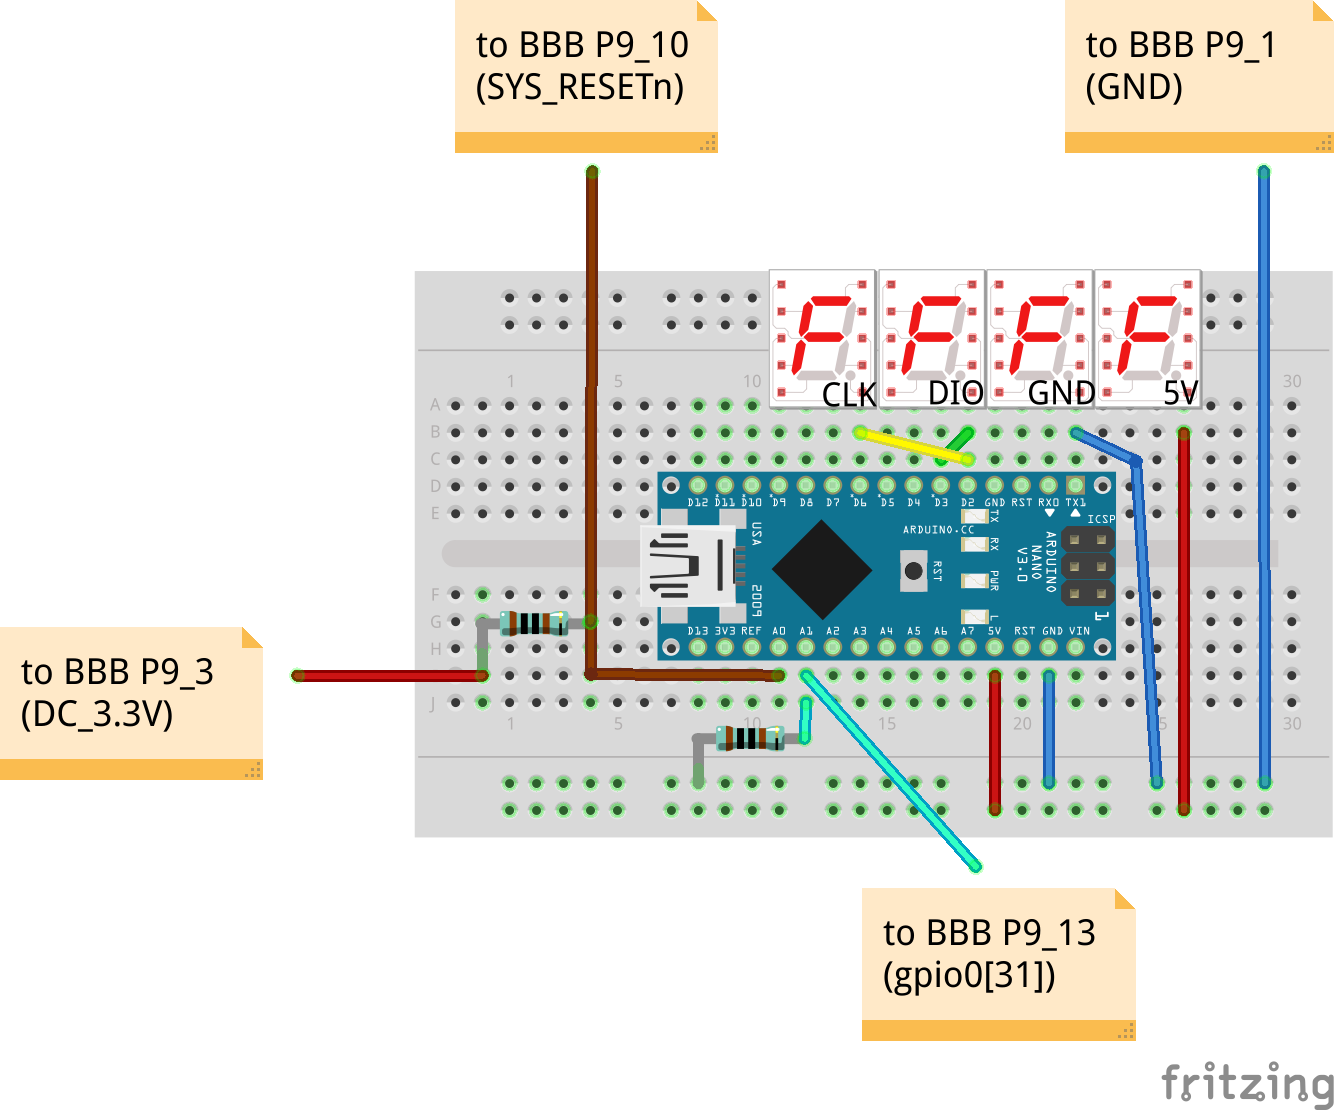 to BBB P9_10
(SYS_RESETn)
to BBB P9_1
(GND)
1 5 10 30
CLK DIO GND 5V
A
B
C
D
E
D12 D11 D10 D9 D8 D7 D6 D5 D4 D3 D2 GND RST RX0 TX1
ICSP
USA
5009
ARDUINO.CC
RST
TX
RX
PWR
L
ARDUINO
NANO
V3.0
1
F
G
H
J
D13 3V3 REF A0 A1 A2 A3 A4 A5 A6 A7 5V RST GND VIN
1 5 10 15 20 25 30
to BBB P9_3
(DC_3.3V)
to BBB P9_13
(gpio0[31])
fritzing